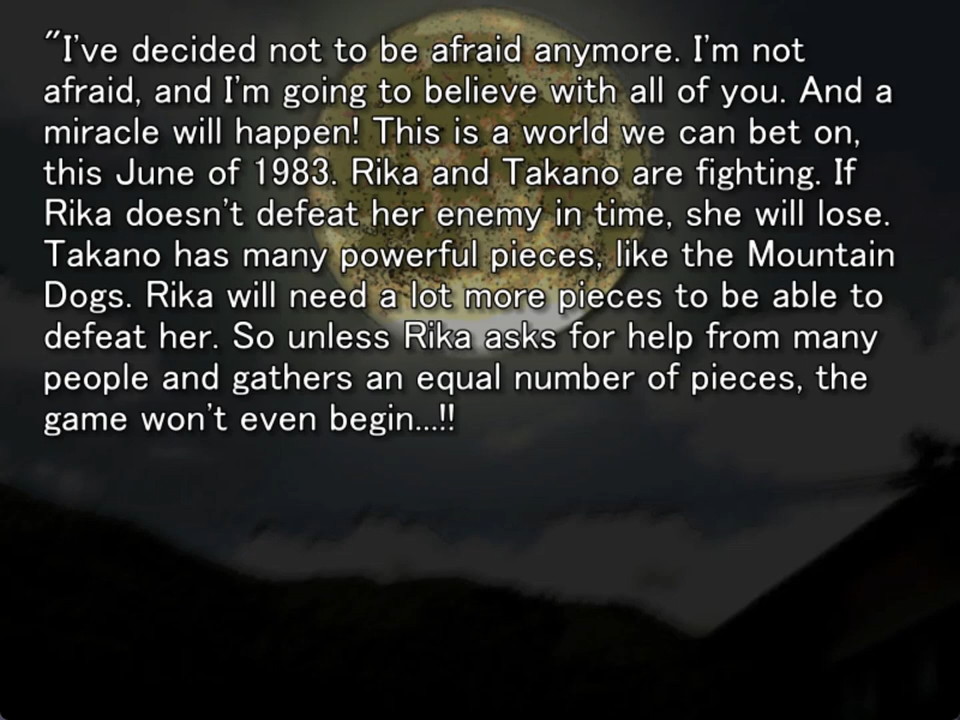 "I've decided not to be afraid anymore. I'm not
afraid, and I'm going to believe with all of you. And a
miracle will happen! This is a world we can bet on,
this June of 1983. Rika and Takano are fighting. If
Rika doesn't defeat her enemy in time, she will lose.
Takano has many powerful pieces, like the Mountain
Dogs. Rika will need a lot more pieces to be able to
defeat her. So unless Rika asks for help from many
people and gathers an equal number of pieces, the
game won't even begin...!!